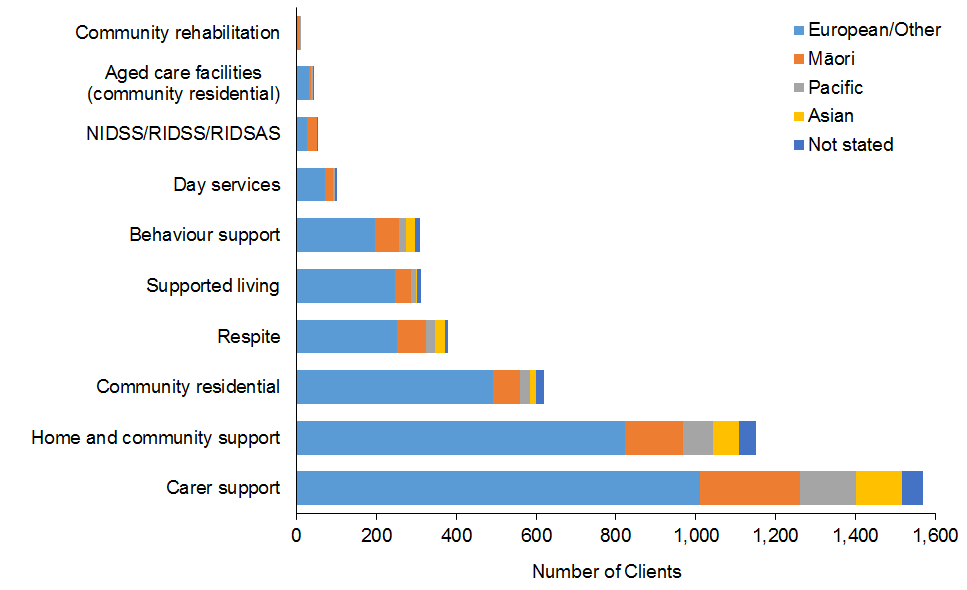 Community rehabilitation
Aged care facilities
(community residential)
NIDSS/RIDSS/RIDSAS
Day services
Behaviour support
Supported living
Respite
Community residential
Home and community support
Carer support
European/Other
Māori
Pacific
Asian
Not stated
0 200 400 600 800 1,000 1,200 1,400 1,600
Number of Clients